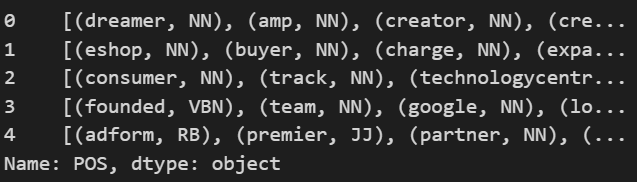 0    [(dreamer, NN), (amp, NN), (creator, NN), (cre...
1    [(eshop, NN), (buyer, NN), (charge, NN), (expa...
2    [(consumer, NN), (track, NN), (technologycentr...
3    [(founded, VBN), (team, NN), (google, NN), (lo...
4    [(adform, RB), (premier, JJ), (partner, NN), (...
Name: POS, dtype: object